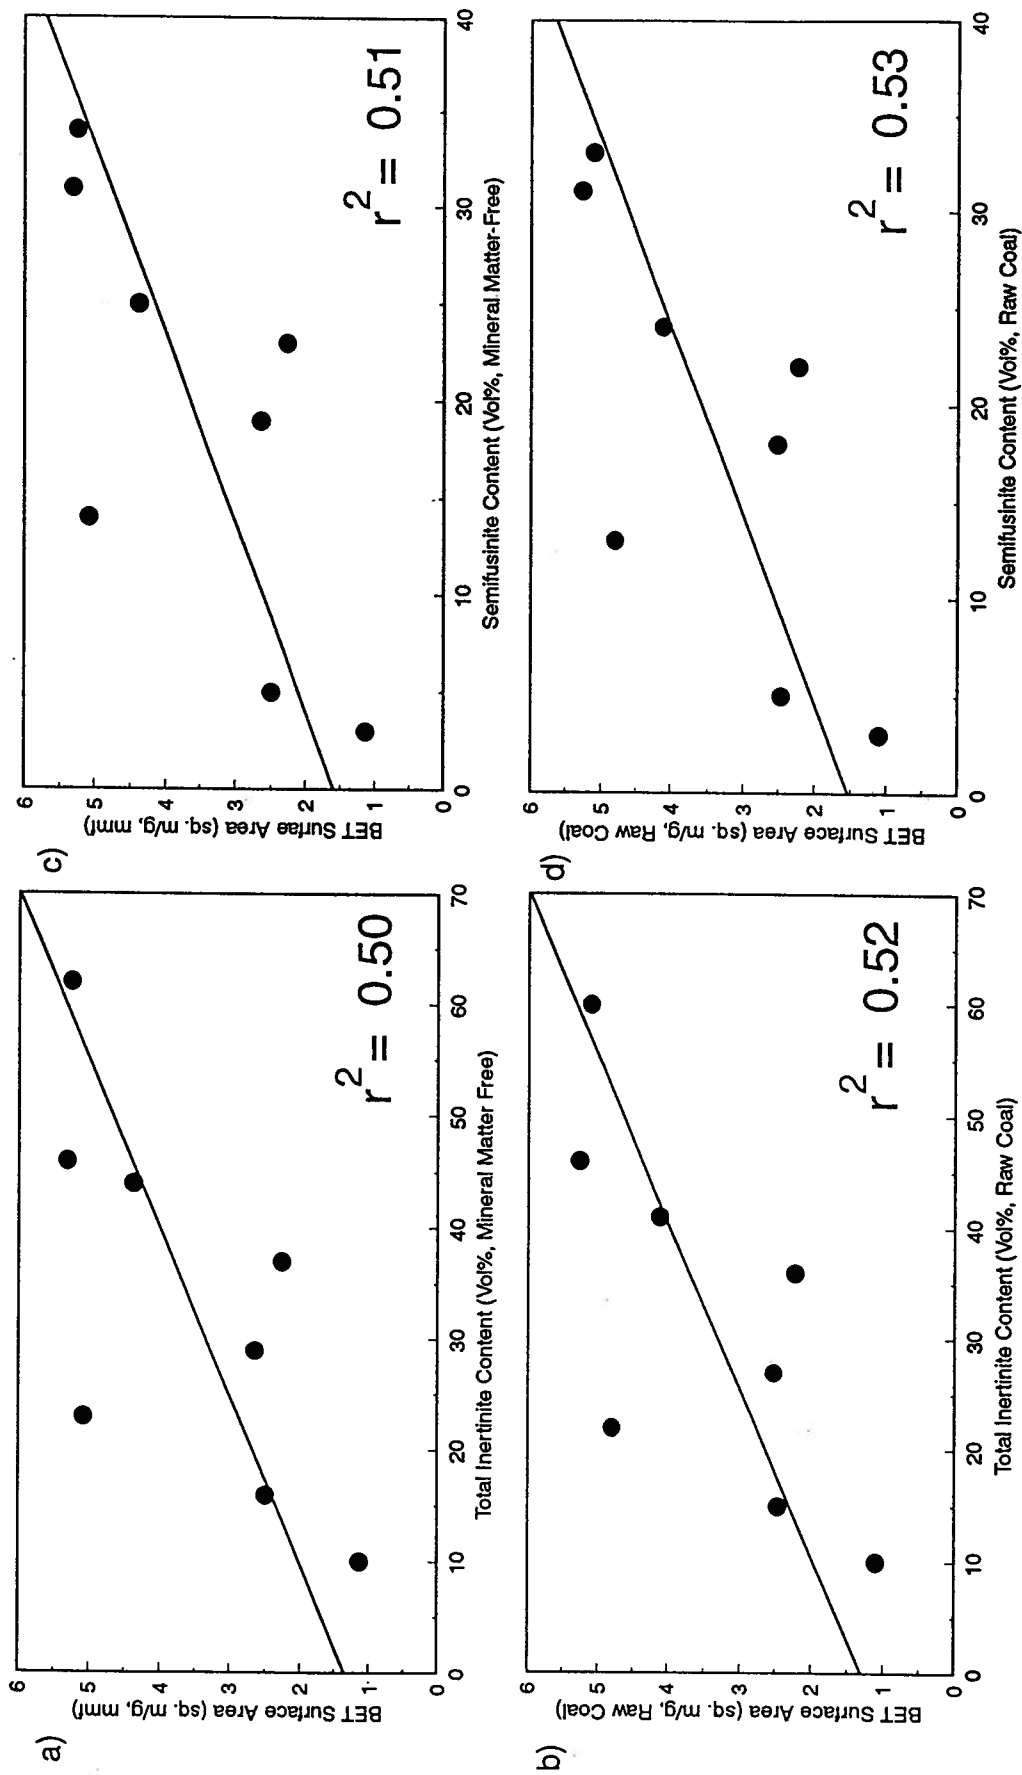 a)
BET Surface Area (sq. m/g, mmf)
6
5
4
3
2
1
0
0 10 20 30 40 50 60 70
r² = 0.50
Total Inertinite Content (Vol%, Mineral Matter Free)
b)
BET Surface Area (sq. m/g, Raw Coal)
6
5
4
3
2
1
0
0 10 20 30 40 50 60 70
r² = 0.52
Total Inertinite Content (Vol%, Raw Coal)
c)
BET Surfae Area (sq. m/g, mmf)
6
5
4
3
2
1
0
0 10 20 30 40
r² = 0.51
Semifusinite Content (Vol%, Mineral Matter-Free)
d)
BET Surface Area (sq. m/g, Raw Coal)
6
5
4
3
2
1
0
0 10 20 30 40
r² = 0.53
Semifusinite Content (Vol%, Raw Coal)